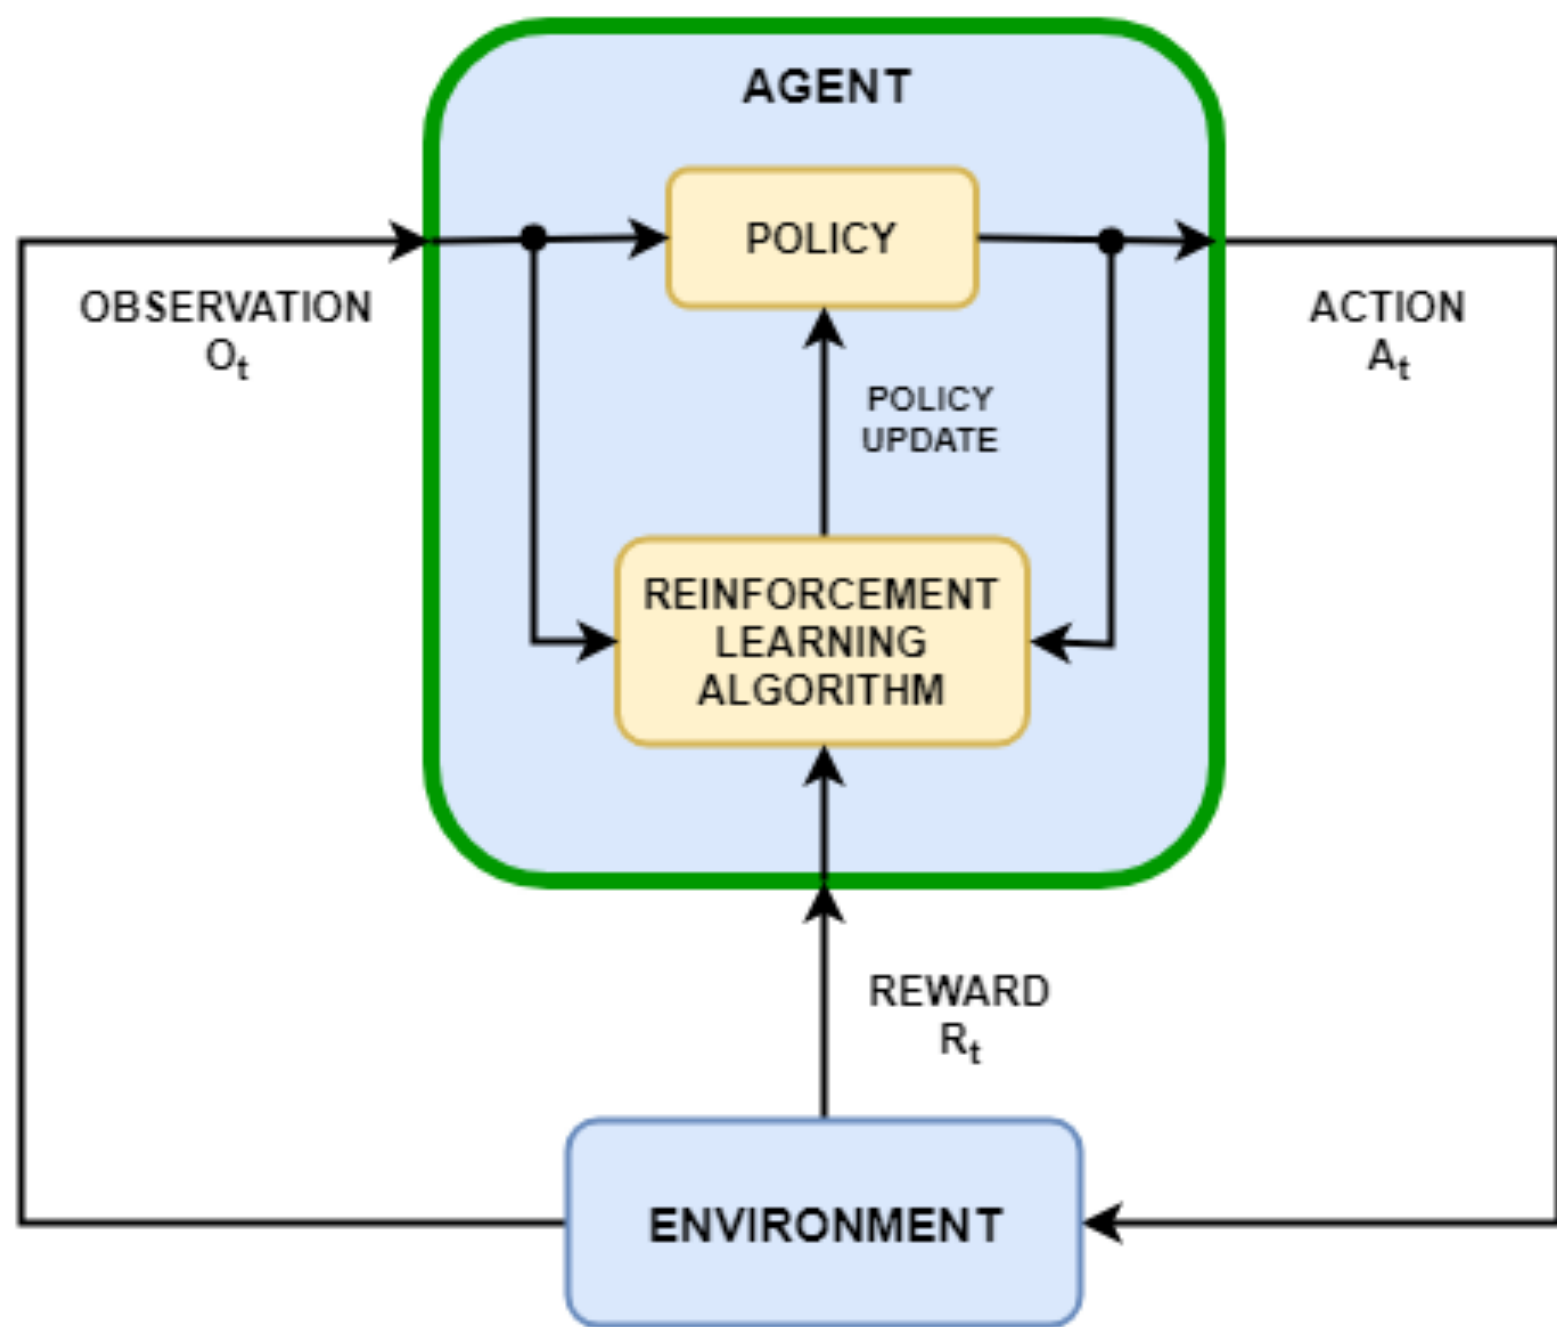 AGENT
POLICY
OBSERVATION
Oₜ
ACTION
Aₜ
POLICY
UPDATE
REINFORCEMENT
LEARNING
ALGORITHM
REWARD
Rₜ
ENVIRONMENT